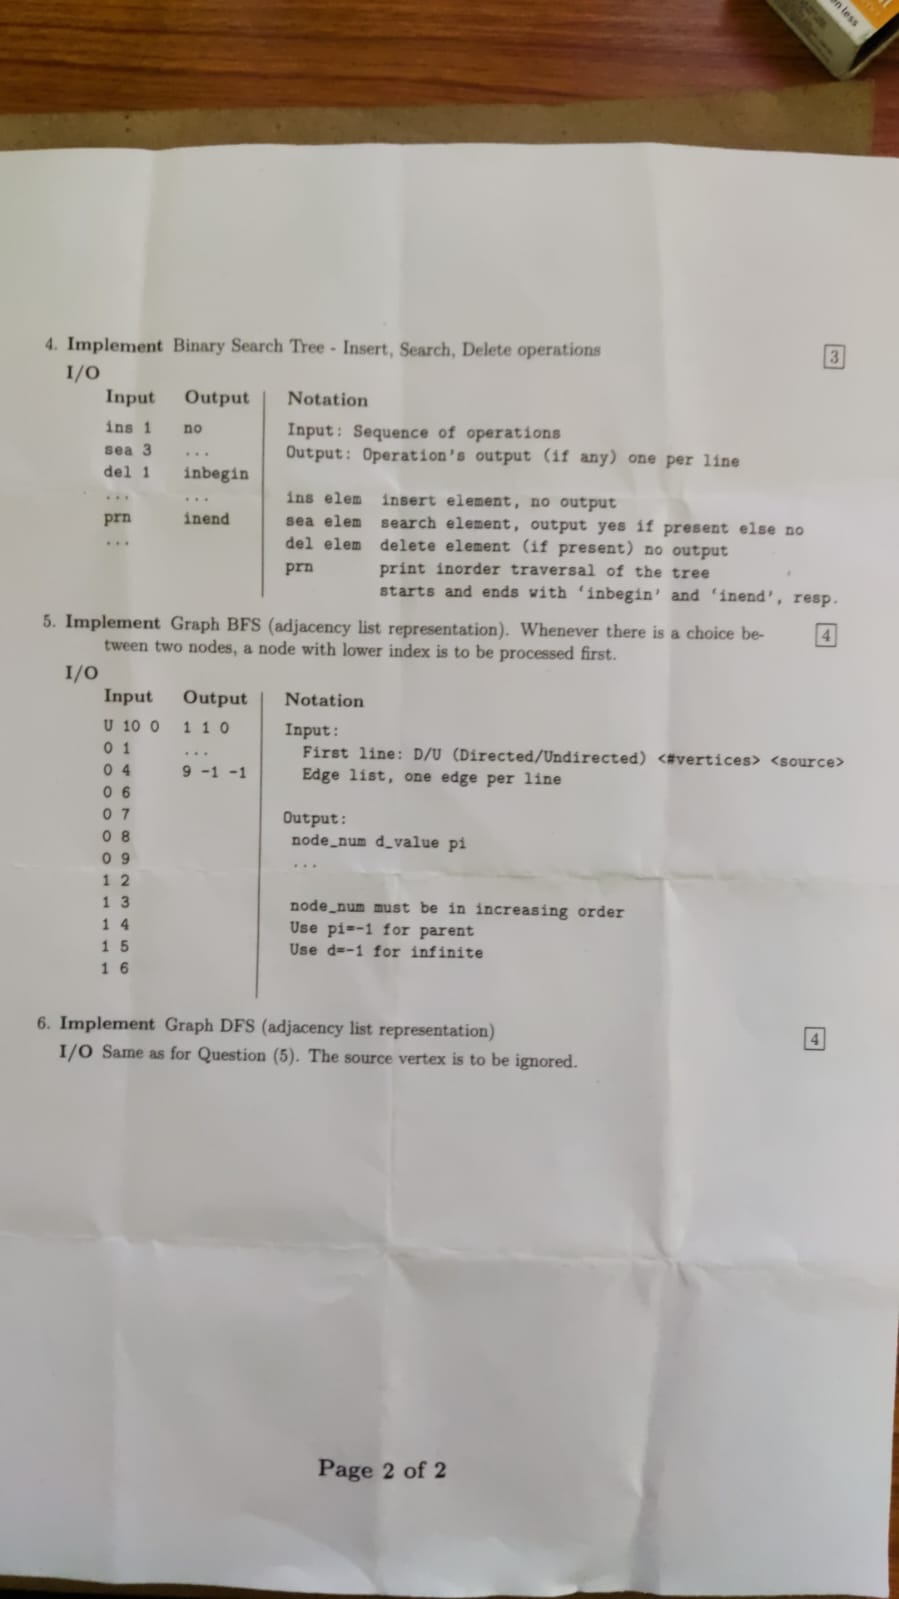 n less
4. Implement Binary Search Tree - Insert, Search, Delete operations
3
I/O
Input Output Notation
ins 1 no Input: Sequence of operations
sea 3 ... Output: Operation's output (if any) one per line
del 1 inbegin
... ... ins elem insert element, no output
prn inend sea elem search element, output yes if present else no
... del elem delete element (if present) no output
prn print inorder traversal of the tree
starts and ends with ‘inbegin’ and ‘inend’, resp.
5. Implement Graph BFS (adjacency list representation). Whenever there is a choice be-
4
tween two nodes, a node with lower index is to be processed first.
I/O
Input Output Notation
U 10 0 1 1 0 Input:
0 1 ... First line: D/U (Directed/Undirected) <#vertices> <source>
0 4 9 -1 -1 Edge list, one edge per line
0 6
0 7 Output:
0 8 node_num d_value pi
0 9 ...
1 2
1 3 node_num must be in increasing order
1 4 Use pi=-1 for parent
1 5 Use d=-1 for infinite
1 6
6. Implement Graph DFS (adjacency list representation)
4
I/O Same as for Question (5). The source vertex is to be ignored.
Page 2 of 2